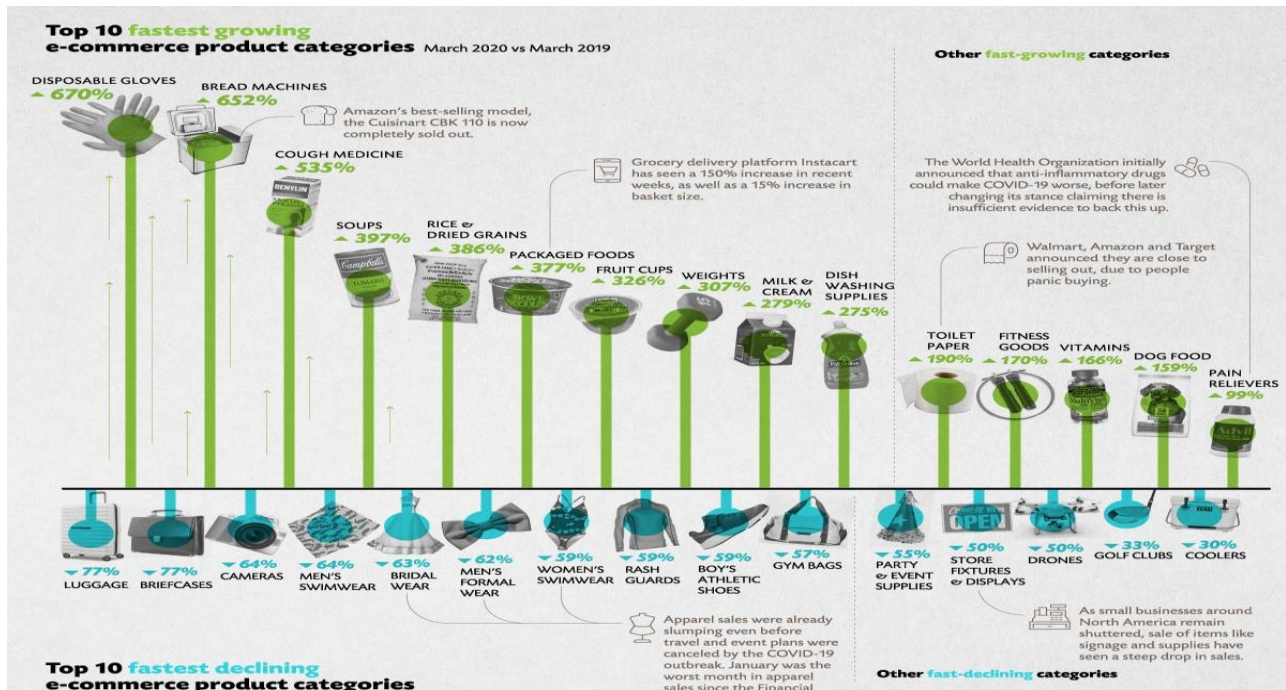 Top 10 fastest growing
e-commerce product categories March 2020 vs March 2019
Other fast-growing categories
DISPOSABLE GLOVES
670%
BREAD MACHINES
652%
Amazon's best-selling model,
the Cuisinart CBK 110 is now
completely sold out.
COUGH MEDICINE
535%
BENYLIN
Grocery delivery platform Instacart
has seen a 150% increase in recent
weeks, as well as a 15% increase in
basket size.
SOUPS
397%
Campbell's
TOMATO
RICE &
DRIED GRAINS
386%
PACKAGED FOODS
377%
FRUIT CUPS
326%
WEIGHTS
307%
5
MILK &
CREAM
279%
DISH
WASHING
SUPPLIES
275%
The World Health Organization initially
announced that anti-inflammatory drugs
could make COVID-19 worse, before later
changing its stance claiming there is
insufficient evidence to back this up.
Walmart, Amazon and Target
announced they are close to
selling out, due to people
panic buying.
TOILET
PAPER
190%
FITNESS
GOODS
170%
VITAMINS
166%
DOG FOOD
159%
PAIN
RELIEVERS
99%
Advil
77%
LUGGAGE
77%
BRIEFCASES
64%
CAMERAS
64%
MEN'S
SWIMWEAR
63%
BRIDAL
WEAR
62%
MEN'S
FORMAL
WEAR
59%
WOMEN'S
SWIMWEAR
59%
RASH
GUARDS
59%
BOY'S
ATHLETIC
SHOES
57%
GYM BAGS
55%
PARTY
& EVENT
SUPPLIES
OPEN
50%
STORE
FIXTURES
& DISPLAYS
50%
DRONES
33%
GOLF CLUBS
30%
COOLERS
Apparel sales were already
slumping even before
travel and event plans were
canceled by the COVID-19
outbreak. January was the
worst month in apparel
sales since the Financial
As small businesses around
North America remain
shuttered, sale of items like
signage and supplies have
seen a steep drop in sales.
Top 10 fastest declining
e-commerce product categories
Other fast-declining categories